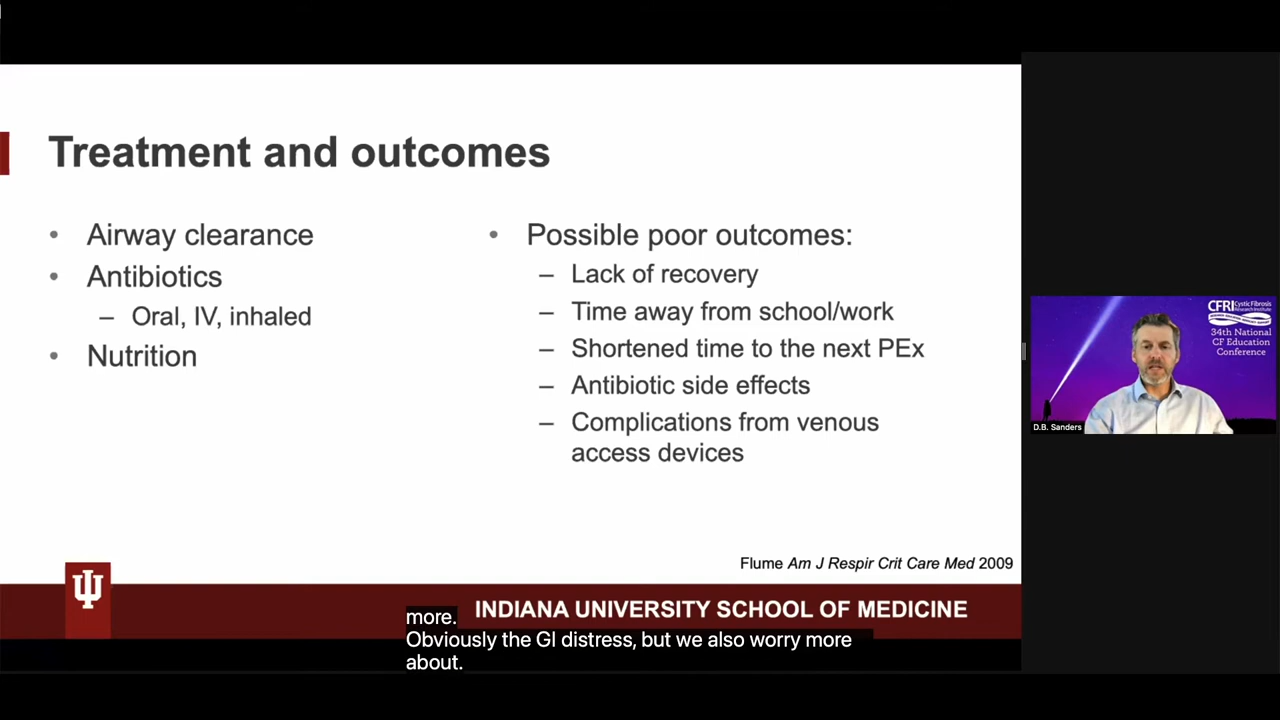 Treatment and outcomes
• Airway clearance
• Antibiotics
– Oral, IV, inhaled
• Nutrition
• Possible poor outcomes:
– Lack of recovery
– Time away from school/work
– Shortened time to the next PEx
– Antibiotic side effects
– Complications from venous
access devices
Flume Am J Respir Crit Care Med 2009
INDIANA UNIVERSITY SCHOOL OF MEDICINE
more.
Obviously the GI distress, but we also worry more
about.
CFRI Cystic Fibrosis
Research Institute
34th National
CF Education
Conference
D.B. Sanders